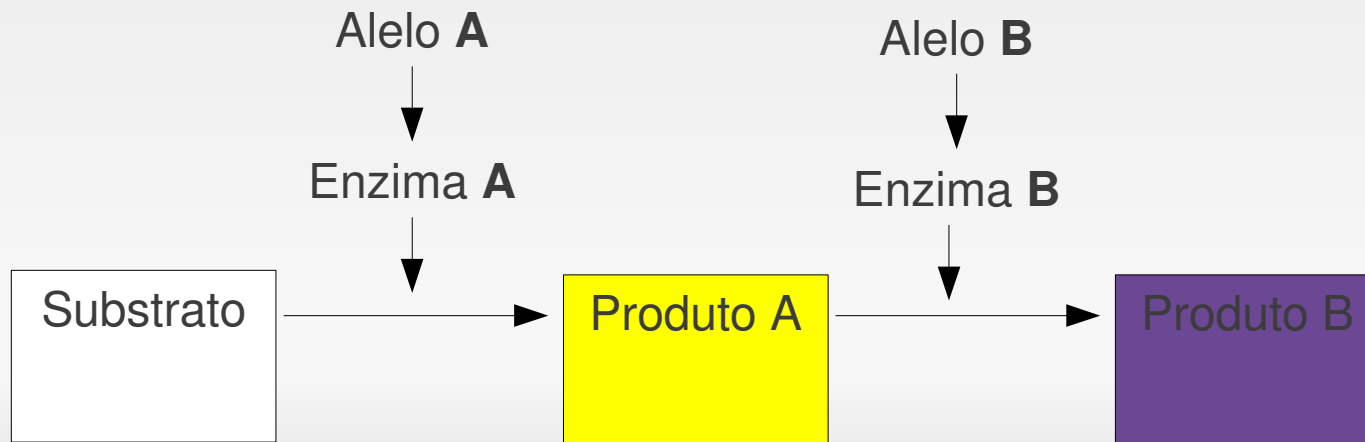 Alelo A
Alelo B
Enzima A
Enzima B
Substrato
Produto A
Produto B